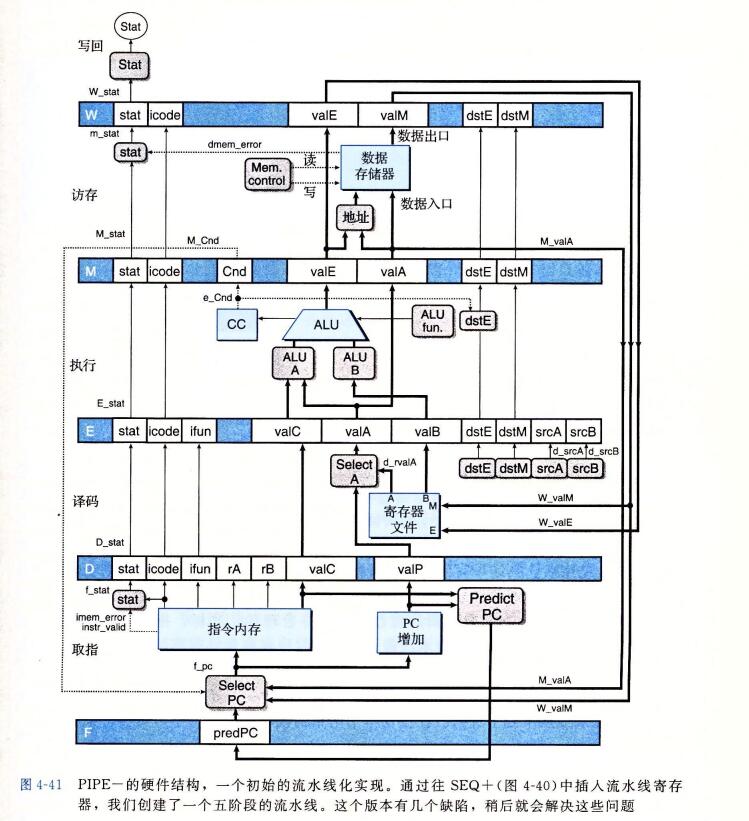 Stat
写回
Stat
W_stat
W stat icode valE valM dstE dstM
m_stat
数据出口
stat
dmem_error
数据
存储器
Mem.
control
读
写
访存
地址
数据入口
M_stat
M_Cnd
M_valA
M stat icode Cnd valE valA dstE dstM
e_Cnd
CC
ALU
ALU
fun.
dstE
执行
ALU
A
ALU
B
E_stat
E stat icode ifun valC valA valB dstE dstM srcA srcB
d_srcA d_srcB
Select
A
d_rvalA
dstE dstM srcA srcB
A B
M
寄存器
文件
E
W_valM
W_valE
译码
D_stat
D stat icode ifun rA rB valC valP
f_stat
stat
imem_error
instr_valid
指令内存
PC
增加
Predict
PC
取指
f_pc
Select
PC
M_valA
W_valM
F predPC
图 4-41 PIPE－的硬件结构，一个初始的流水线化实现。通过往 SEQ＋(图 4-40)中插入流水线寄存
器，我们创建了一个五阶段的流水线。这个版本有几个缺陷，稍后就会解决这些问题